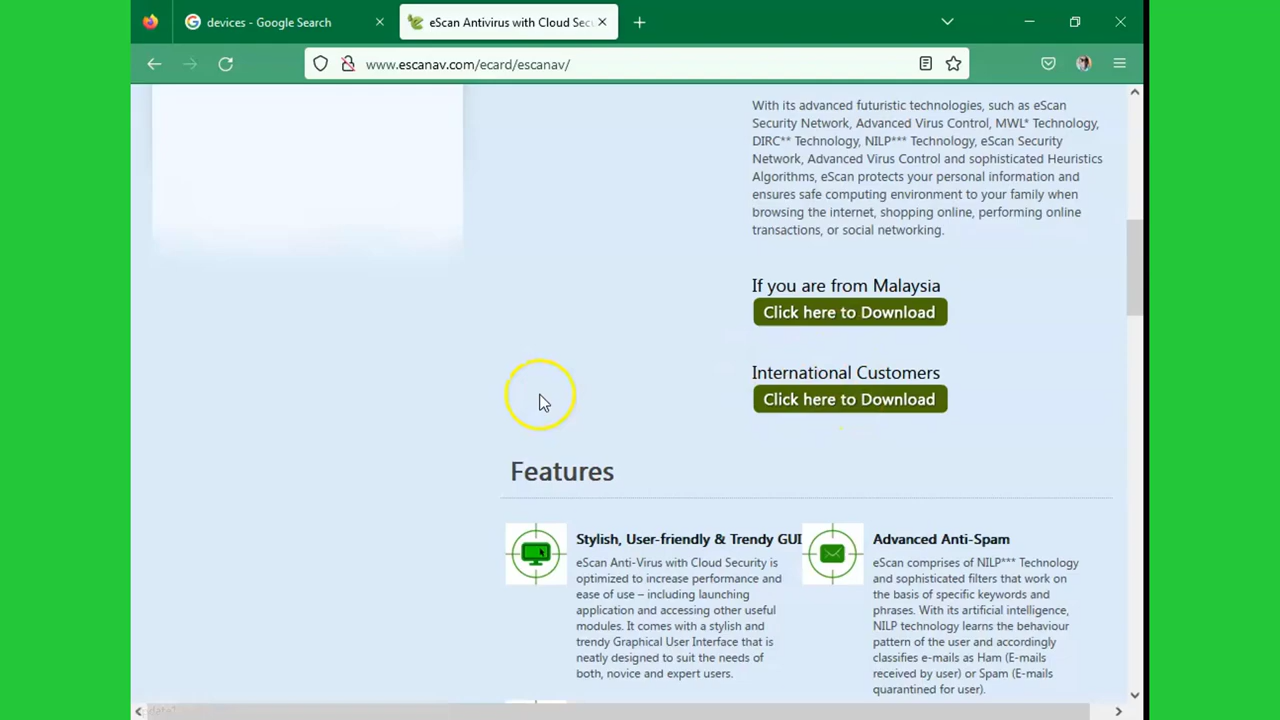 devices - Google Search
eScan Antivirus with Cloud Secu
www.escanav.com/ecard/escanav/
With its advanced futuristic technologies, such as eScan
Security Network, Advanced Virus Control, MWL* Technology,
DIRC** Technology, NILP*** Technology, eScan Security
Network, Advanced Virus Control and sophisticated Heuristics
Algorithms, eScan protects your personal information and
ensures safe computing environment to your family when
browsing the internet, shopping online, performing online
transactions, or social networking.
If you are from Malaysia
Click here to Download
International Customers
Click here to Download
Features
Stylish, User-friendly & Trendy GUI
eScan Anti-Virus with Cloud Security is
optimized to increase performance and
ease of use – including launching
application and accessing other useful
modules. It comes with a stylish and
trendy Graphical User Interface that is
neatly designed to suit the needs of
both, novice and expert users.
Advanced Anti-Spam
eScan comprises of NILP*** Technology
and sophisticated filters that work on
the basis of specific keywords and
phrases. With its artificial intelligence,
NILP technology learns the behaviour
pattern of the user and accordingly
classifies e-mails as Ham (E-mails
received by user) or Spam (E-mails
quarantined for user).